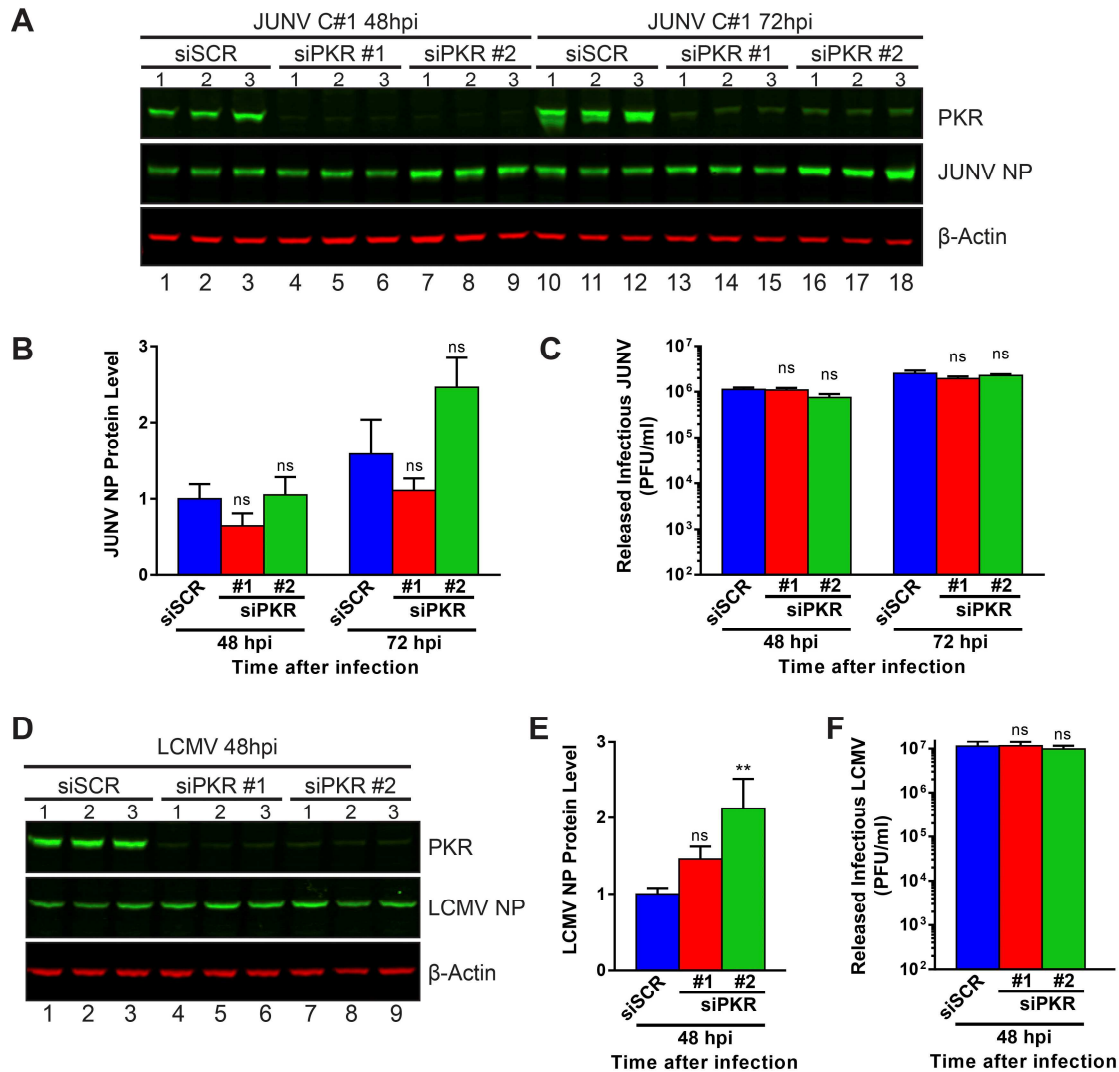 A
JUNV C#1 48hpi JUNV C#1 72hpi
siSCR siPKR #1 siPKR #2 siSCR siPKR #1 siPKR #2
1 2 3 1 2 3 1 2 3 1 2 3 1 2 3 1 2 3
PKR
JUNV NP
β-Actin
1 2 3 4 5 6 7 8 9 10 11 12 13 14 15 16 17 18
B
JUNV NP Protein Level
3
2
1
0
ns
ns
ns
ns
siSCR #1 #2 siSCR #1 #2
siPKR siPKR
48 hpi 72 hpi
Time after infection
C
Released Infectious JUNV
(PFU/ml)
10⁷
10⁶
10⁵
10⁴
10³
10²
ns ns ns ns
siSCR #1 #2 siSCR #1 #2
siPKR siPKR
48 hpi 72 hpi
Time after infection
D
LCMV 48hpi
siSCR siPKR #1 siPKR #2
1 2 3 1 2 3 1 2 3
PKR
LCMV NP
β-Actin
1 2 3 4 5 6 7 8 9
E
LCMV NP Protein Level
3
2
1
0
ns
**
siSCR #1 #2
siPKR
48 hpi
Time after infection
F
Released Infectious LCMV
(PFU/ml)
10⁷
10⁶
10⁵
10⁴
10³
10²
ns ns
siSCR #1 #2
siPKR
48 hpi
Time after infection